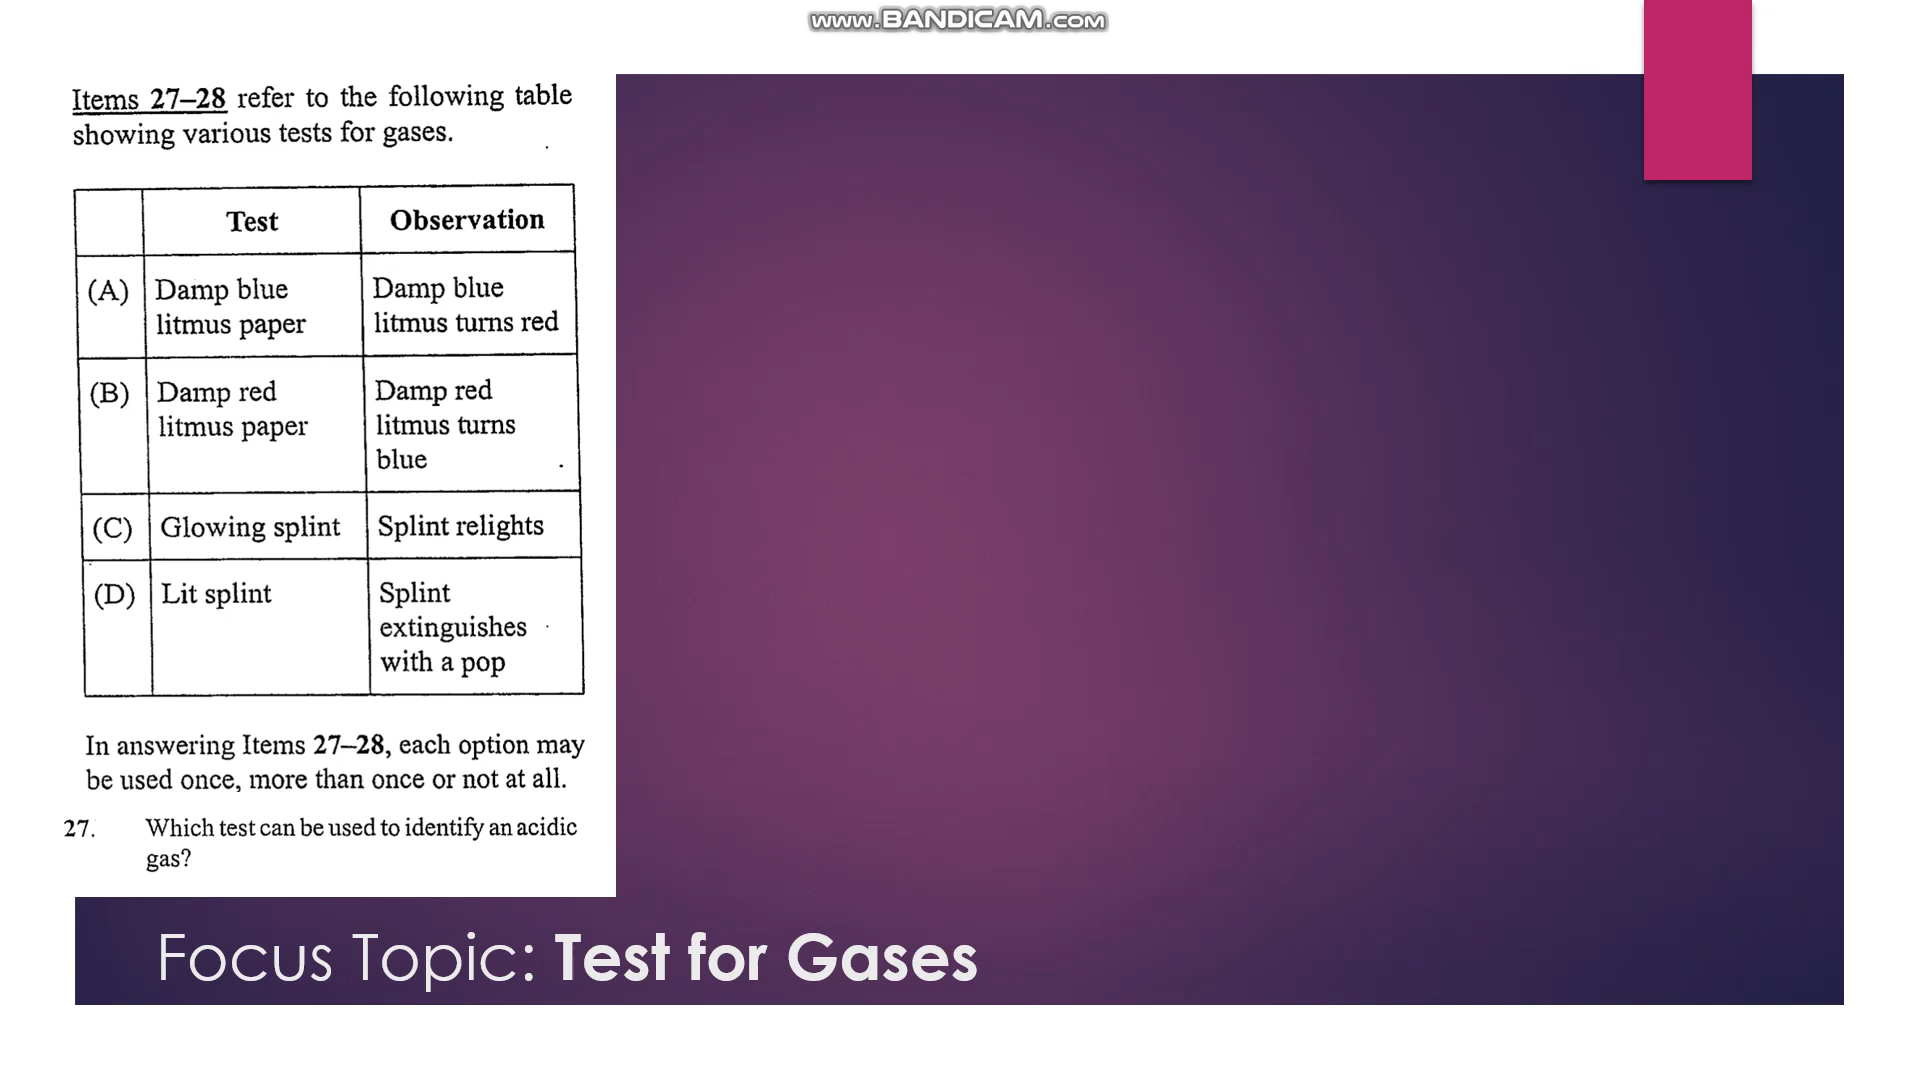 www.BANDICAM.com
Items 27–28 refer to the following table
showing various tests for gases.
Test
Observation
(A)
Damp blue
litmus paper
Damp blue
litmus turns red
(B)
Damp red
litmus paper
Damp red
litmus turns
blue
(C)
Glowing splint
Splint relights
(D)
Lit splint
Splint
extinguishes
with a pop
In answering Items 27–28, each option may
be used once, more than once or not at all.
27. Which test can be used to identify an acidic
gas?
Focus Topic: Test for Gases